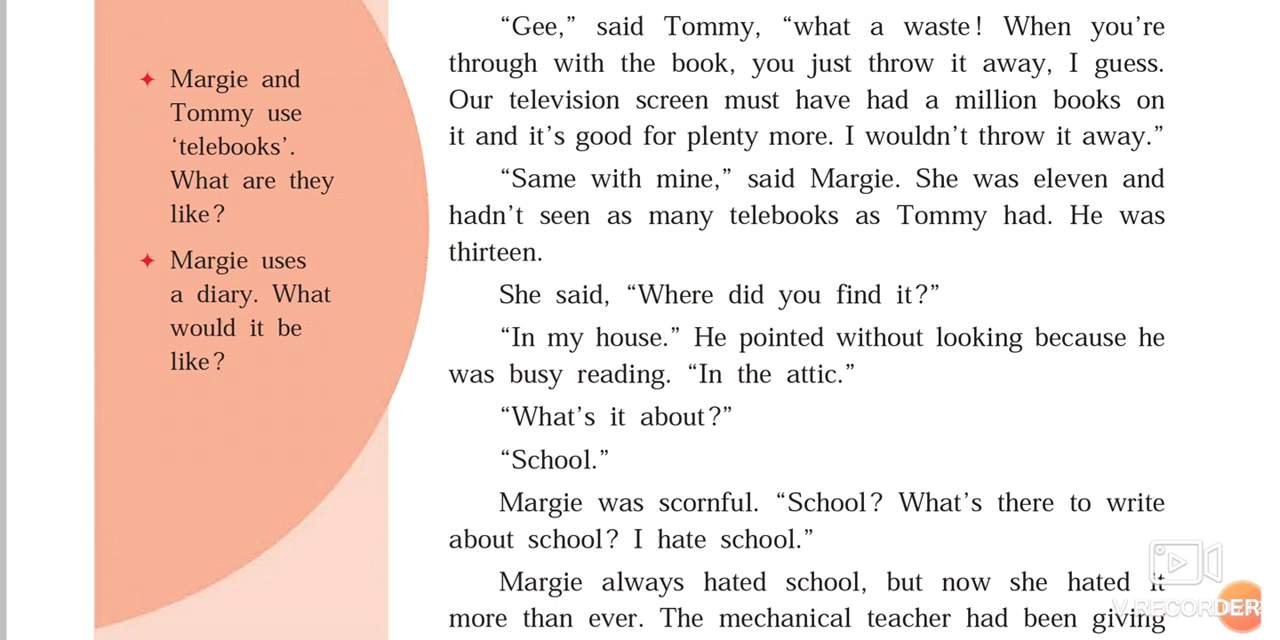 Margie and
Tommy use
‘telebooks’.
What are they
like?
Margie uses
a diary. What
would it be
like?
“Gee,” said Tommy, “what a waste! When you’re
through with the book, you just throw it away, I guess.
Our television screen must have had a million books on
it and it’s good for plenty more. I wouldn’t throw it away.”
“Same with mine,” said Margie. She was eleven and
hadn’t seen as many telebooks as Tommy had. He was
thirteen.
She said, “Where did you find it?”
“In my house.” He pointed without looking because he
was busy reading. “In the attic.”
“What’s it about?”
“School.”
Margie was scornful. “School? What’s there to write
about school? I hate school.”
Margie always hated school, but now she hated it
more than ever. The mechanical teacher had been giving
V RECORDER